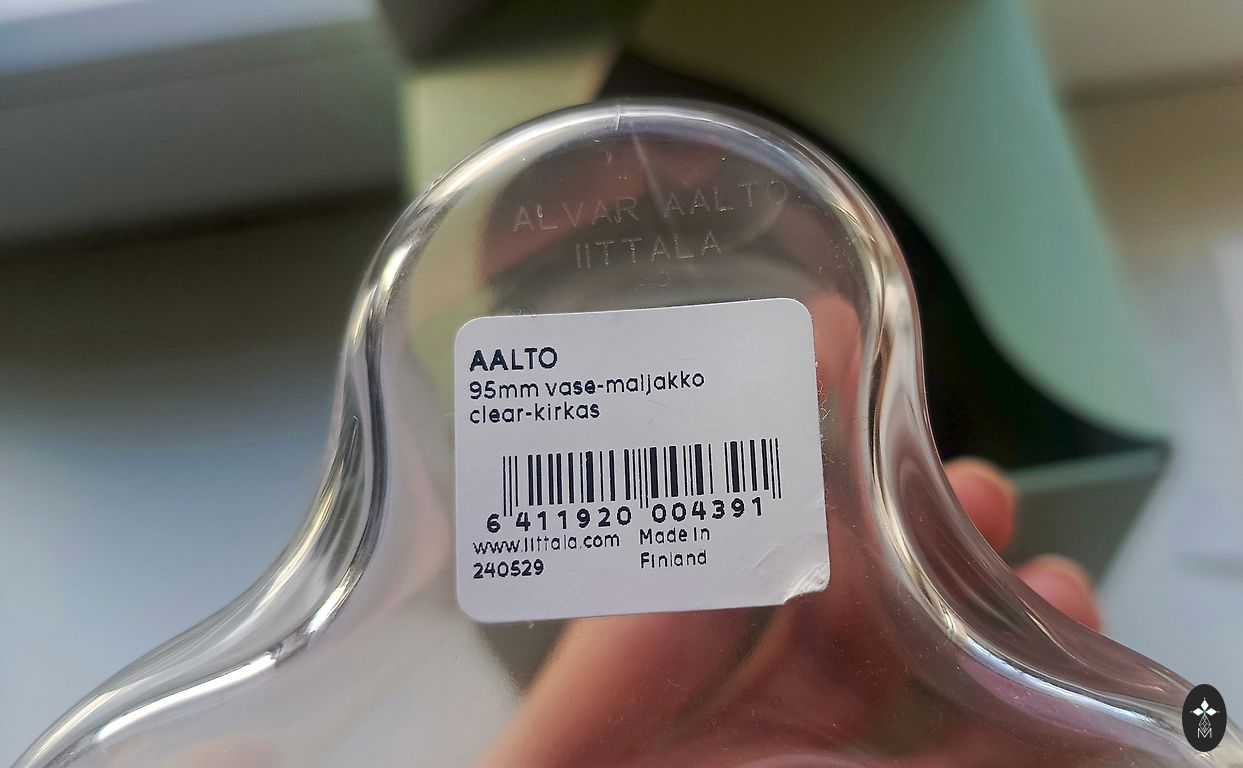 ALVAR AALTO
IITTALA
AALTO
95mm vase-maljakko
clear-kirkas
6 411920 004391
www.iittala.com Made in
240529 Finland
M